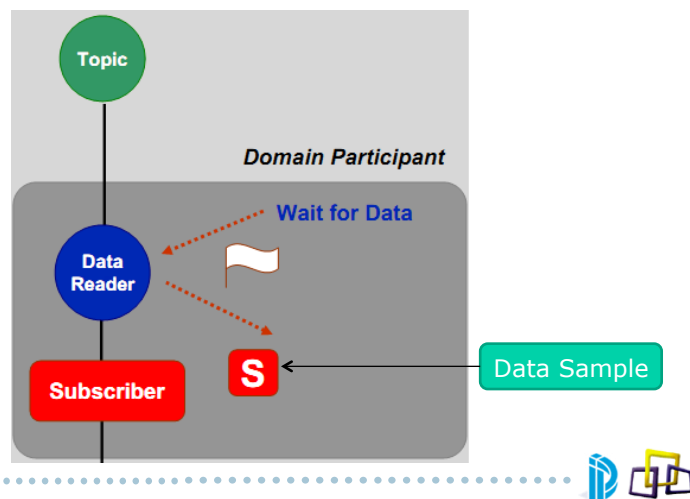 Topic
Domain Participant
Wait for Data
Data
Reader
S
Data Sample
Subscriber